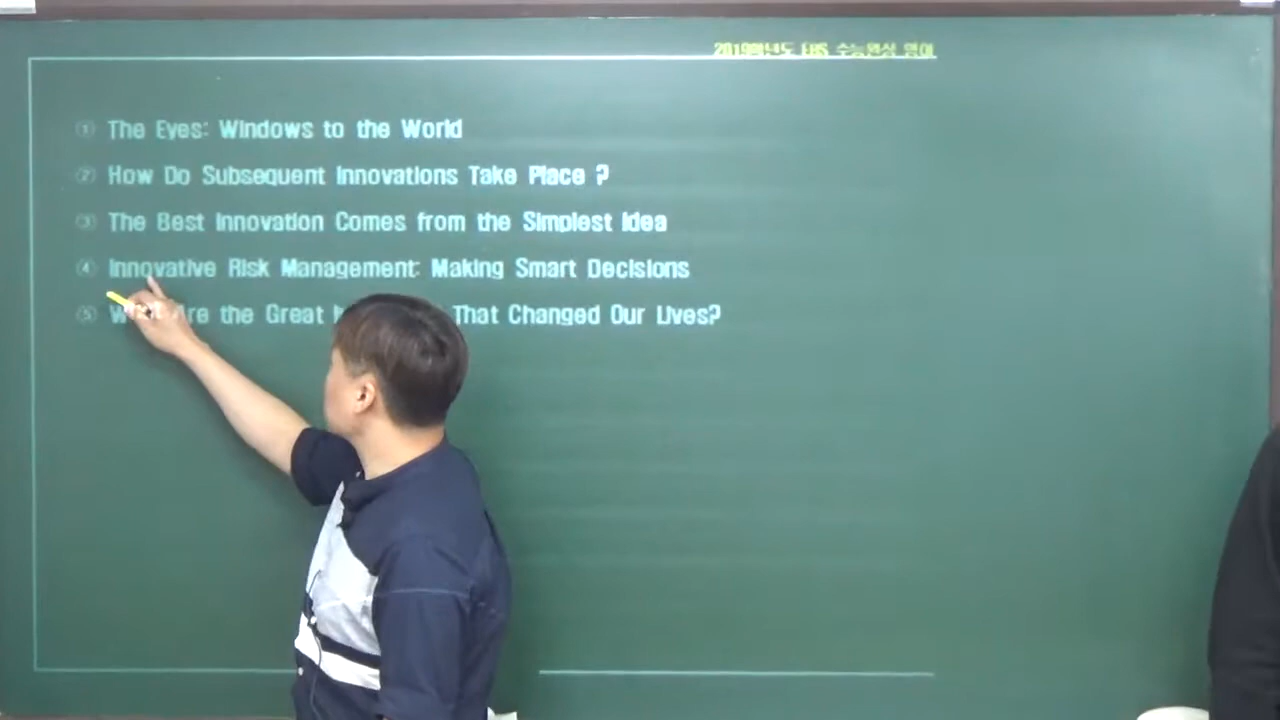 2019학년도 EBS 수능완성 영어
① The Eyes: Windows to the World
② How Do Subsequent Innovations Take Place ?
③ The Best Innovation Comes from the Simplest Idea
④ Innovative Risk Management: Making Smart Decisions
⑤ What Are the Great That Changed Our Lives?